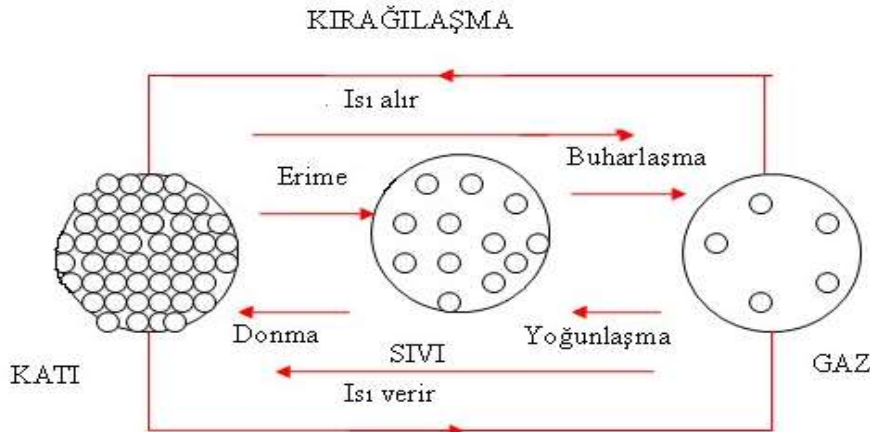 KIRAĞILAŞMA
Isı alır
Buharlaşma
Erime
Donma
Yoğunlaşma
SIVI
KATI
GAZ
Isı verir